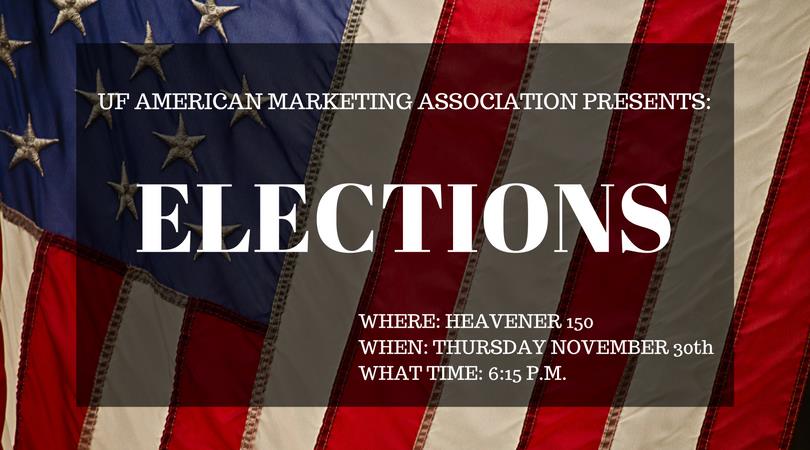 UF AMERICAN MARKETING ASSOCIATION PRESENTS:
ELECTIONS
WHERE: HEAVENER 150
WHEN: THURSDAY NOVEMBER 30th
WHAT TIME: 6:15 P.M.